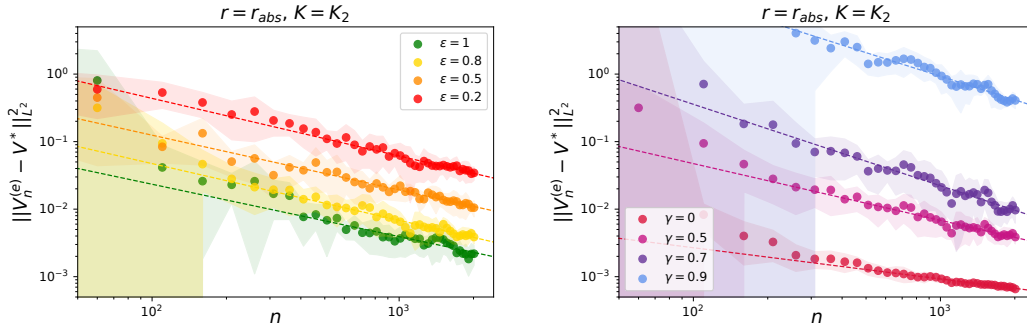 r = r_abs, K = K_2
||V_n^(e) − V^*||_{L^2}^2
10^0
10^−1
10^−2
10^−3
ε = 1
ε = 0.8
ε = 0.5
ε = 0.2
10^2
10^3
n
r = r_abs, K = K_2
||V_n^(e) − V^*||_{L^2}^2
10^0
10^−1
10^−2
10^−3
γ = 0
γ = 0.5
γ = 0.7
γ = 0.9
10^2
10^3
n